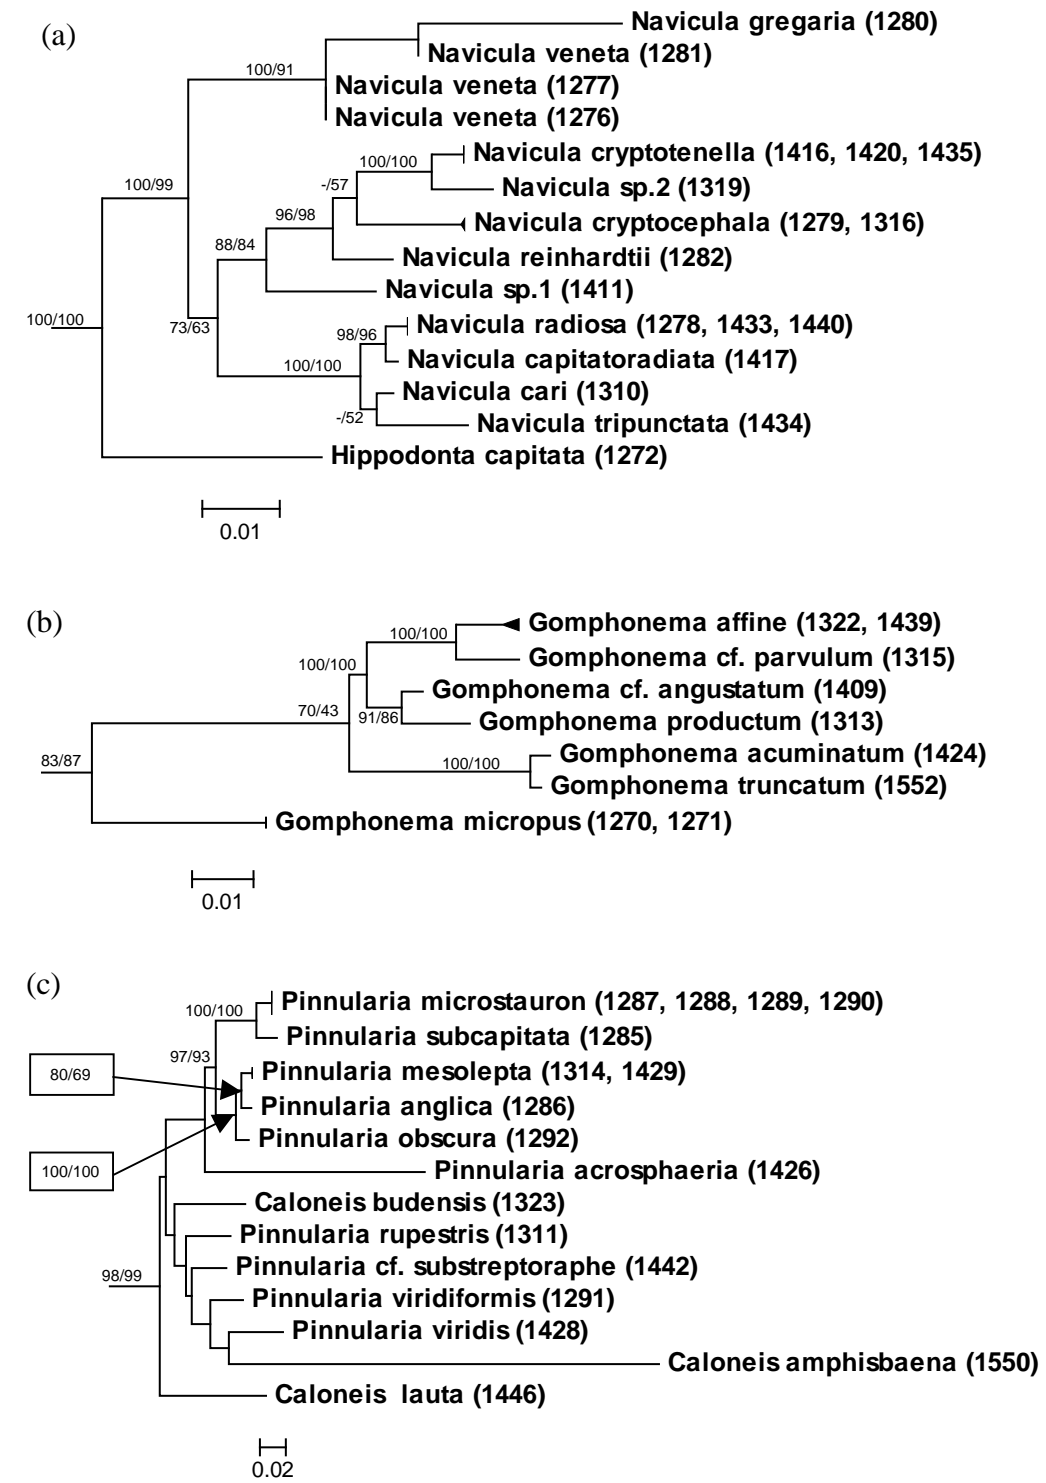 (a)
Navicula gregaria (1280)
Navicula veneta (1281)
100/91
Navicula veneta (1277)
Navicula veneta (1276)
Navicula cryptotenella (1416, 1420, 1435)
100/100
100/99
-/57
Navicula sp.2 (1319)
96/98
Navicula cryptocephala (1279, 1316)
88/84
Navicula reinhardtii (1282)
Navicula sp.1 (1411)
100/100
73/63
Navicula radiosa (1278, 1433, 1440)
98/96
Navicula capitatoradiata (1417)
100/100
Navicula cari (1310)
-/52
Navicula tripunctata (1434)
Hippodonta capitata (1272)
0.01
(b)
Gomphonema affine (1322, 1439)
100/100
Gomphonema cf. parvulum (1315)
100/100
Gomphonema cf. angustatum (1409)
70/43
91/86
Gomphonema productum (1313)
83/87
Gomphonema acuminatum (1424)
100/100
Gomphonema truncatum (1552)
Gomphonema micropus (1270, 1271)
0.01
(c)
Pinnularia microstauron (1287, 1288, 1289, 1290)
100/100
Pinnularia subcapitata (1285)
97/93
80/69
Pinnularia mesolepta (1314, 1429)
Pinnularia anglica (1286)
Pinnularia obscura (1292)
100/100
Pinnularia acrosphaeria (1426)
Caloneis budensis (1323)
Pinnularia rupestris (1311)
Pinnularia cf. substreptoraphe (1442)
98/99
Pinnularia viridiformis (1291)
Pinnularia viridis (1428)
Caloneis amphisbaena (1550)
Caloneis lauta (1446)
0.02